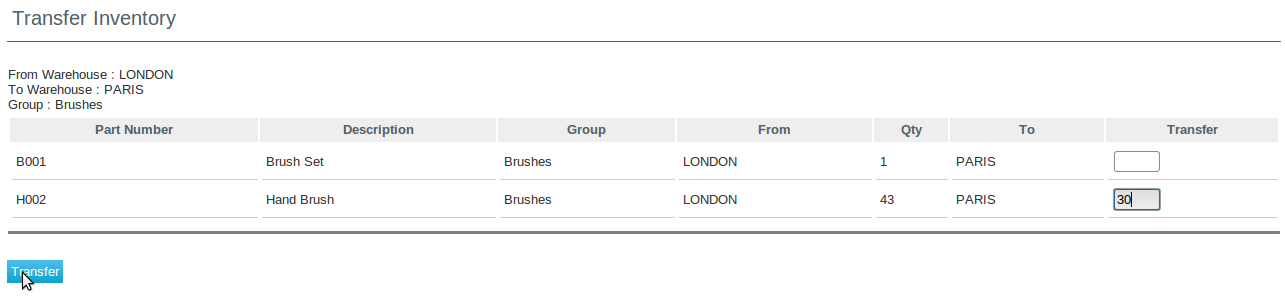 Transfer Inventory
From Warehouse : LONDON
To Warehouse : PARIS
Group : Brushes
Part Number Description Group From Qty To Transfer
B001 Brush Set Brushes LONDON 1 PARIS
H002 Hand Brush Brushes LONDON 43 PARIS 30
Transfer